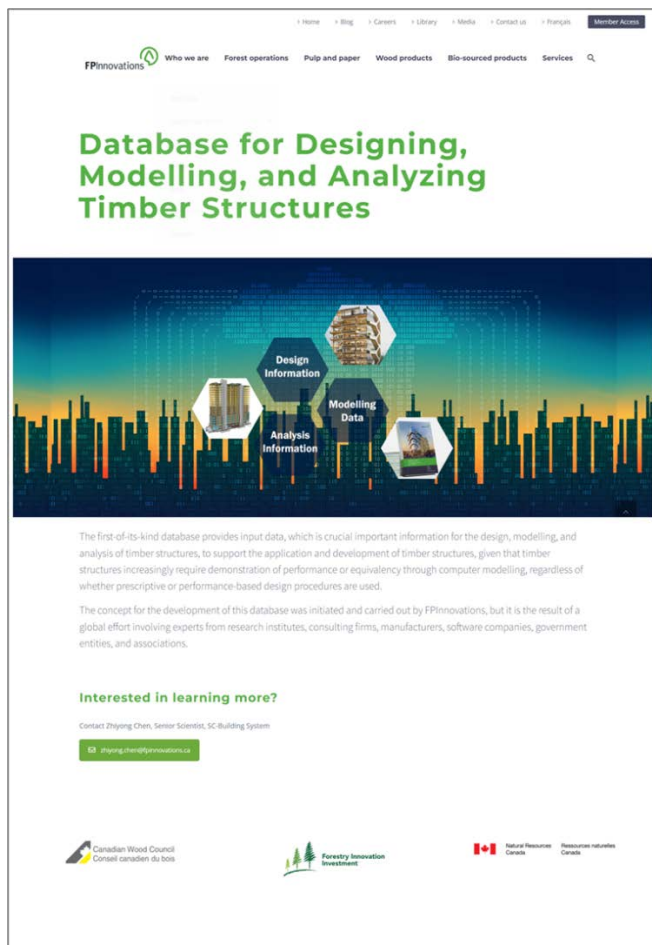 Home Blog Careers Library Media Contact us Français Member Access
FPInnovations Who we are Forest operations Pulp and paper Wood products Bio-sourced products Services
Database for Designing,
Modelling, and Analyzing
Timber Structures
Design
Information
Modelling
Data
Analysis
Information
The first-of-its-kind database provides input data, which is crucial important information for the design, modelling, and
analysis of timber structures, to support the application and development of timber structures, given that timber
structures increasingly require demonstration of performance or equivalency through computer modelling, regardless of
whether prescriptive or performance-based design procedures are used.
The concept for the development of this database was initiated and carried out by FPInnovations, but it is the result of a
global effort involving experts from research institutes, consulting firms, manufacturers, software companies, government
entities, and associations.
Interested in learning more?
Contact Zhiyong Chen, Senior Scientist, SC-Building System
zhiyong.chen@fpinnovations.ca
Canadian Wood Council
Conseil canadien du bois
Forestry Innovation
Investment
Natural Resources Ressources naturelles
Canada Canada